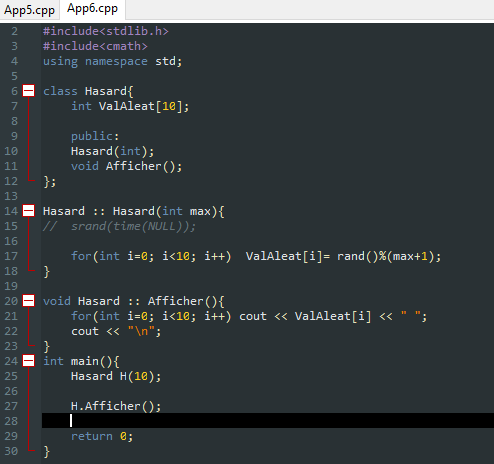 App5.cpp App6.cpp
2 #include<stdlib.h>
3 #include<cmath>
4 using namespace std;
5
6 class Hasard{
7 int ValAleat[10];
8
9 public:
10 Hasard(int);
11 void Afficher();
12 };
13
14 Hasard :: Hasard(int max){
15 // srand(time(NULL));
16
17 for(int i=0; i<10; i++) ValAleat[i]= rand()%(max+1);
18 }
19
20 void Hasard :: Afficher(){
21 for(int i=0; i<10; i++) cout << ValAleat[i] << " ";
22 cout << "\n";
23 }
24 int main(){
25 Hasard H(10);
26
27 H.Afficher();
28
29 return 0;
30 }